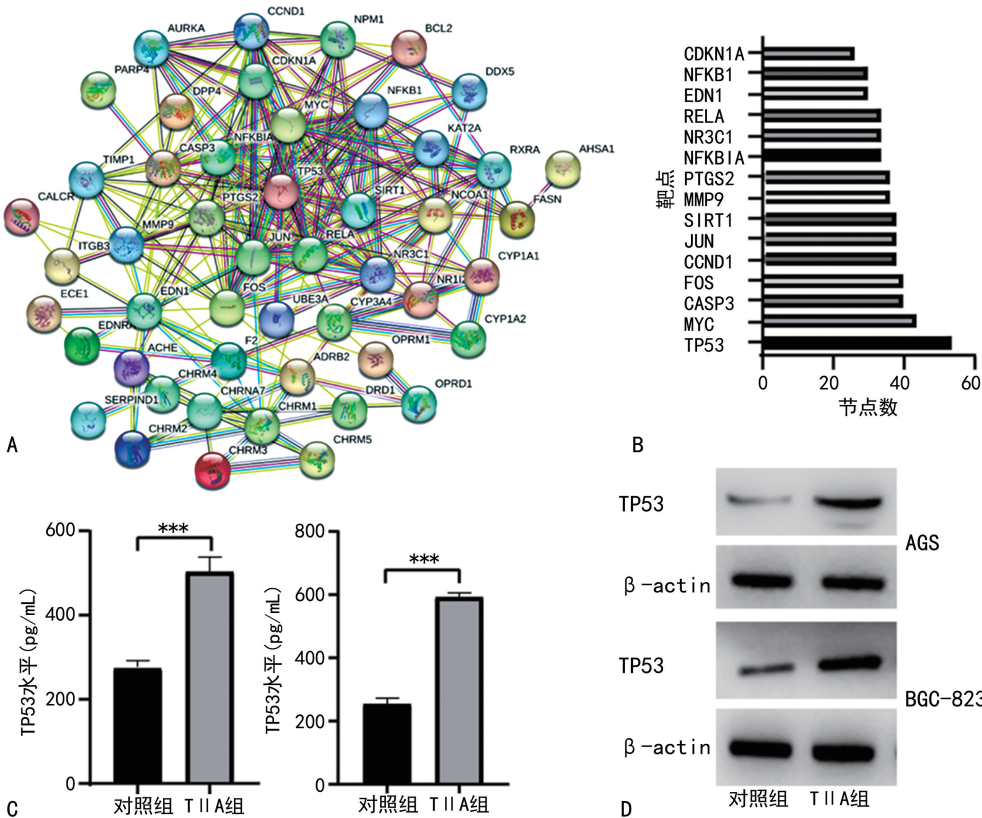 CCND1
NPM1
AURKA
BCL2
CDKN1A
PARP4
DPP4
MYC
NFKB1
DDX5
NFKBIA
KAT2A
TIMP1
CASP3
RXRA
AHSA1
TP53
CALCR
PTGS2
SIRT1
NCOA1
FASN
MMP9
ITGB3
JUN
RELA
NR3C1
CYP1A1
ECE1
EDN1
FOS
UBE3A
CYP3A4
NR1I2
EDNRA
CYP1A2
ACHE
F2
ADRB2
OPRM1
CHRM4
CHRNA7
DRD1
OPRD1
SERPIND1
CHRM2
CHRM1
CHRM3
CHRM5
A
CDKN1A
NFKB1
EDN1
RELA
NR3C1
NFKBIA
PTGS2
MMP9
SIRT1
JUN
CCND1
FOS
CASP3
MYC
TP53
靶点
0 20 40 60
节点数
B
TP53水平(pg/mL)
600
400
200
0
***
对照组 TⅡA组
TP53水平(pg/mL)
800
600
400
200
0
***
对照组 TⅡA组
C
TP53
AGS
β-actin
TP53
BGC-823
β-actin
对照组 TⅡA组
D